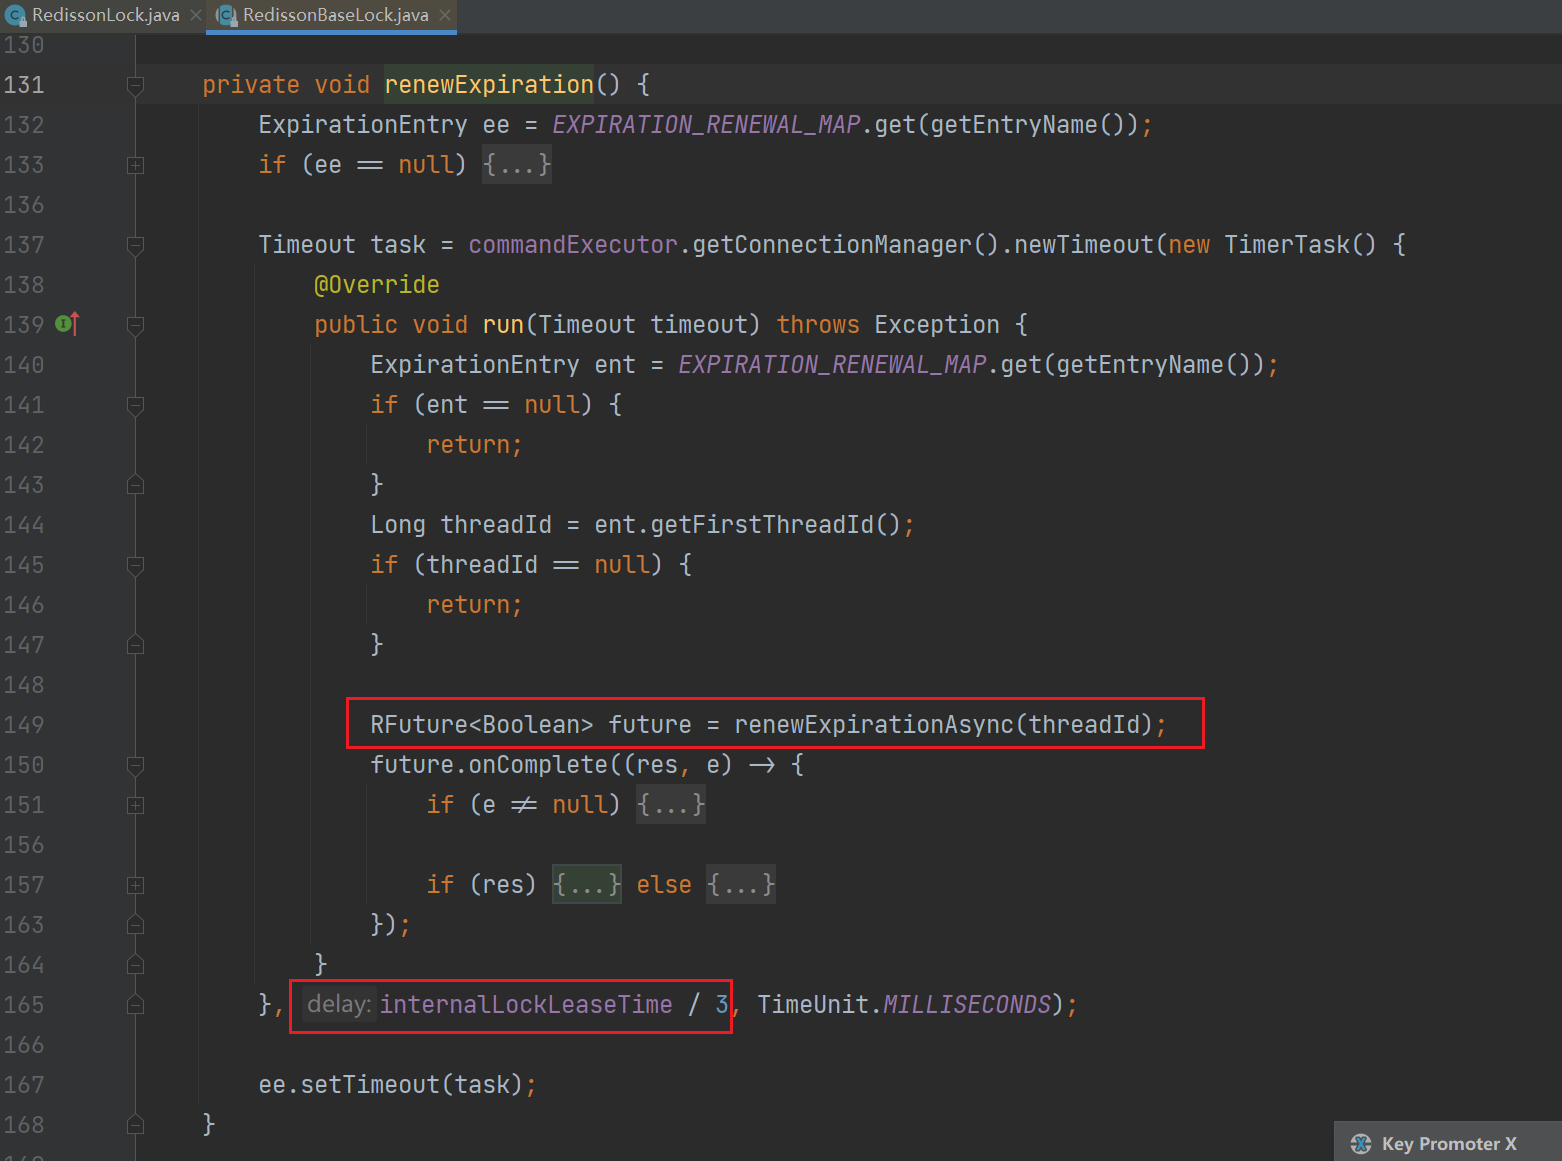 RedissonLock.java RedissonBaseLock.java
130
131 private void renewExpiration() {
132 ExpirationEntry ee = EXPIRATION_RENEWAL_MAP.get(getEntryName());
133 if (ee == null) {...}
136
137 Timeout task = commandExecutor.getConnectionManager().newTimeout(new TimerTask() {
138 @Override
139 public void run(Timeout timeout) throws Exception {
140 ExpirationEntry ent = EXPIRATION_RENEWAL_MAP.get(getEntryName());
141 if (ent == null) {
142 return;
143 }
144 Long threadId = ent.getFirstThreadId();
145 if (threadId == null) {
146 return;
147 }
148
149 RFuture<Boolean> future = renewExpirationAsync(threadId);
150 future.onComplete((res, e) -> {
151 if (e != null) {...}
156
157 if (res) {...} else {...}
163 });
164 }
165 }, delay: internalLockLeaseTime / 3, TimeUnit.MILLISECONDS);
166
167 ee.setTimeout(task);
168 }
Key Promoter X